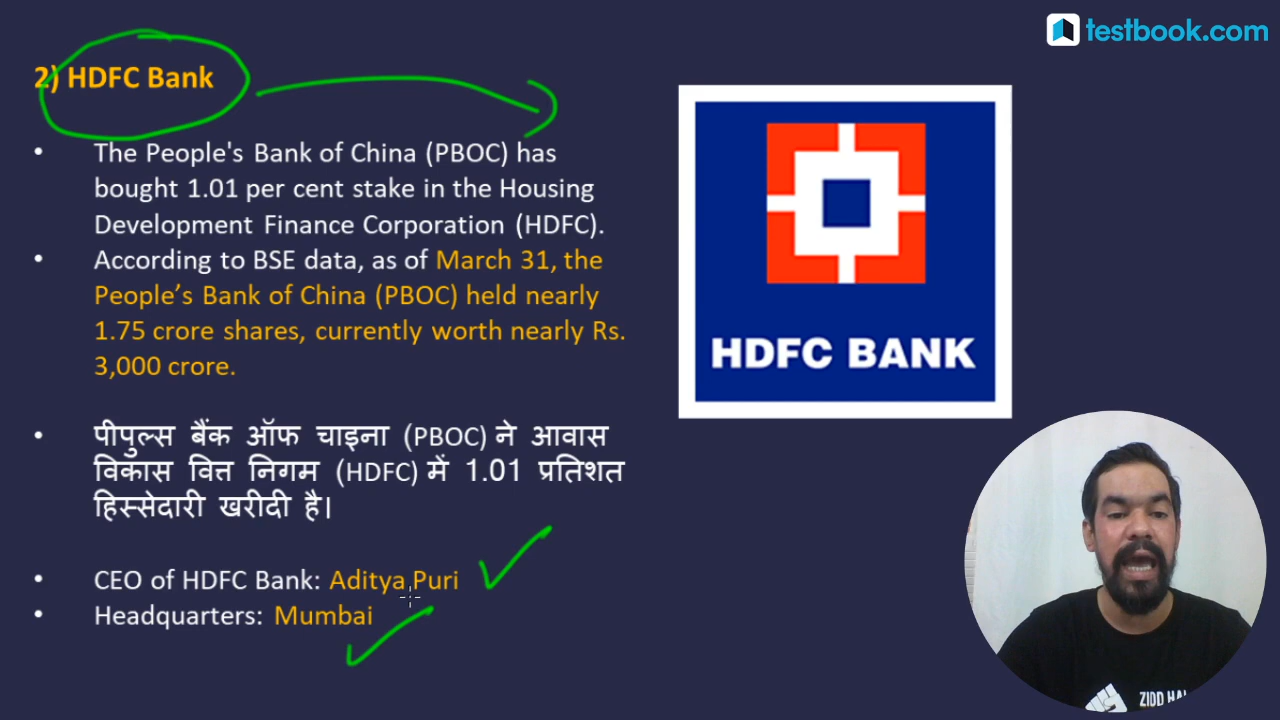 testbook.com
2) HDFC Bank
• The People's Bank of China (PBOC) has
bought 1.01 per cent stake in the Housing
Development Finance Corporation (HDFC).
• According to BSE data, as of March 31, the
People’s Bank of China (PBOC) held nearly
1.75 crore shares, currently worth nearly Rs.
3,000 crore.
• पीपुल्स बैंक ऑफ चाइना (PBOC) ने आवास
विकास वित्त निगम (HDFC) में 1.01 प्रतिशत
हिस्सेदारी खरीदी है।
• CEO of HDFC Bank: Aditya Puri
• Headquarters: Mumbai
HDFC BANK
ZIDD HAI